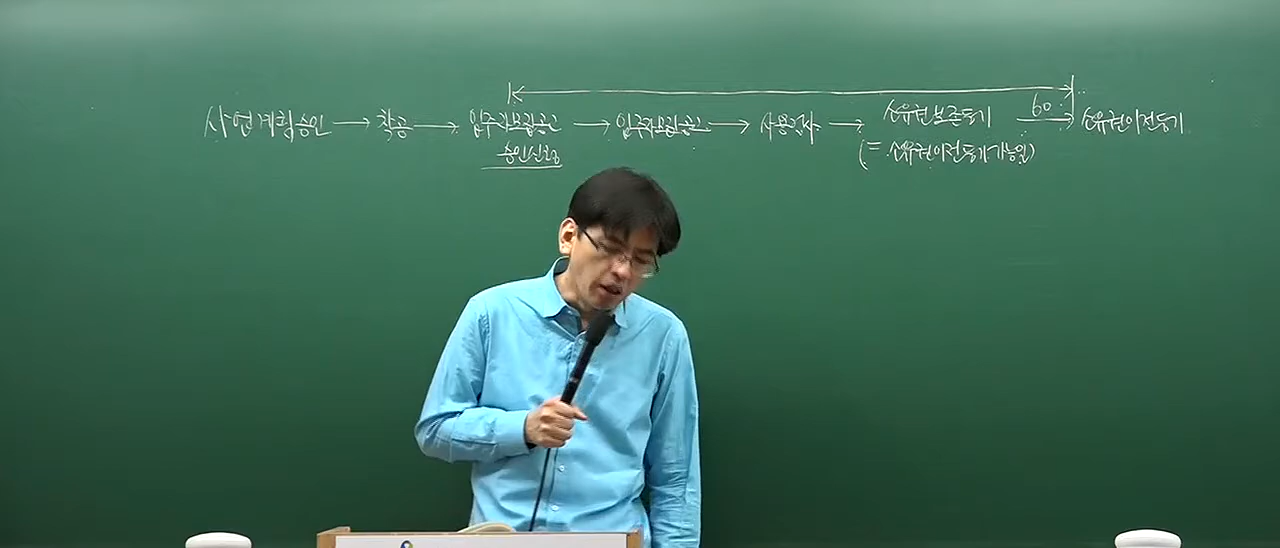 사업계획승인 → 착공 → 입주자모집공고 → 입주자모집공고 → 사용검사 → 소유권보존등기 60 → 소유권이전등기
승인신청 (= 소유권이전등기가능일)